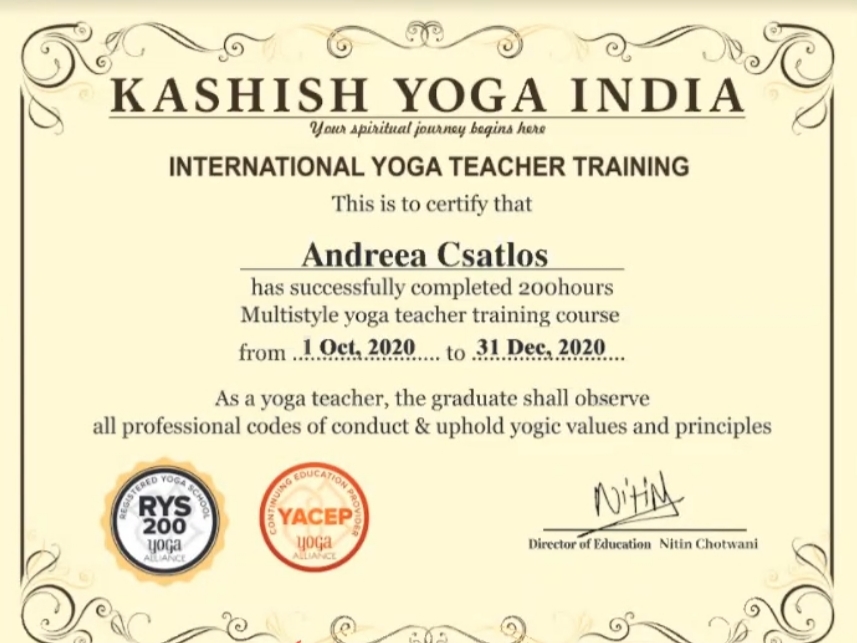 KASHISH YOGA INDIA
Your spiritual journey begins here
INTERNATIONAL YOGA TEACHER TRAINING
This is to certify that
Andreea Csatlos
has successfully completed 200hours
Multistyle yoga teacher training course
from 1 Oct, 2020 to 31 Dec, 2020
As a yoga teacher, the graduate shall observe
all professional codes of conduct & uphold yogic values and principles
REGISTERED YOGA SCHOOL
RYS
200
yoga
ALLIANCE
CONTINUING EDUCATION PROVIDER
YACEP
yoga
ALLIANCE
Nitin
Director of Education Nitin Chotwani